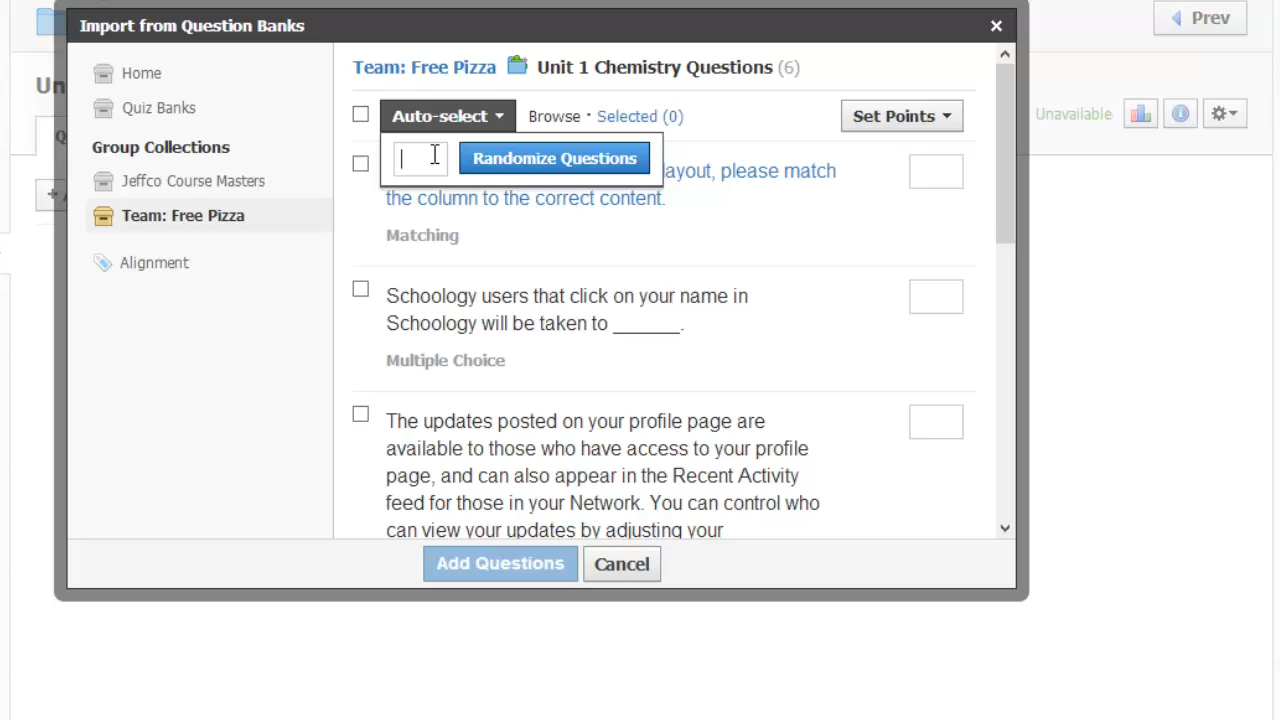 Import from Question Banks
×
Prev
Home
Quiz Banks
Group Collections
Jeffco Course Masters
Team: Free Pizza
Alignment
Team: Free Pizza Unit 1 Chemistry Questions (6)
Auto-select Browse · Selected (0) Set Points
Randomize Questions
ayout, please match
the column to the correct content.
Matching
Schoology users that click on your name in
Schoology will be taken to ______.
Multiple Choice
The updates posted on your profile page are
available to those who have access to your profile
page, and can also appear in the Recent Activity
feed for those in your Network. You can control who
can view your updates by adjusting your
Add Questions Cancel
Un
Unavailable